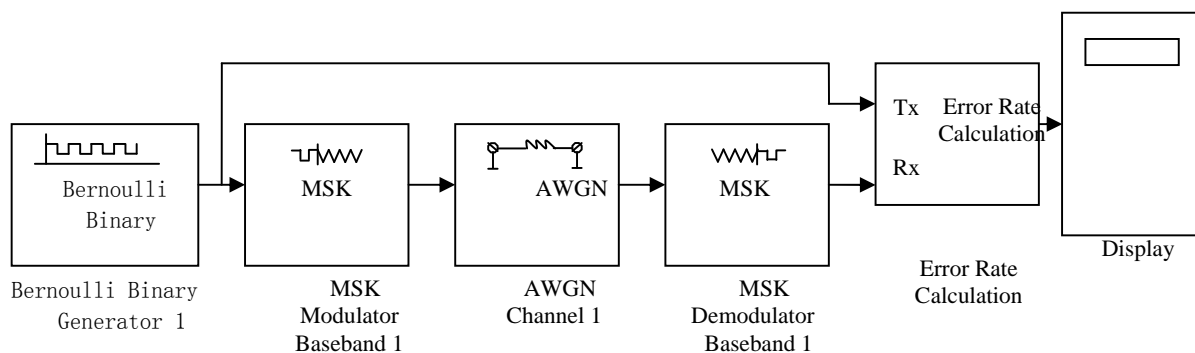 Bernoulli
Binary
Bernoulli Binary
Generator 1
MSK
MSK
Modulator
Baseband 1
AWGN
AWGN
Channel 1
MSK
MSK
Demodulator
Baseband 1
Tx
Rx
Error Rate
Calculation
Error Rate
Calculation
Display